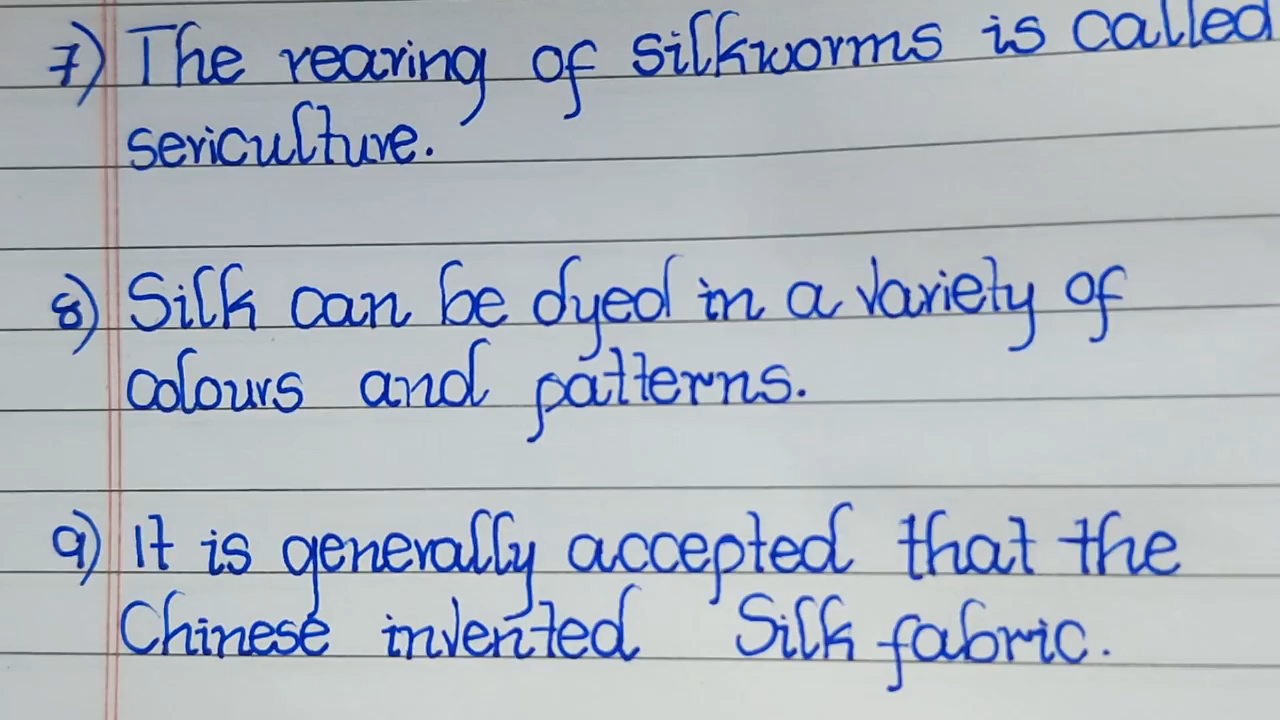 7) The rearing of silkworms is called
sericulture.
8) Silk can be dyed in a variety of
colours and patterns.
9) It is generally accepted that the
Chinese invented Silk fabric.